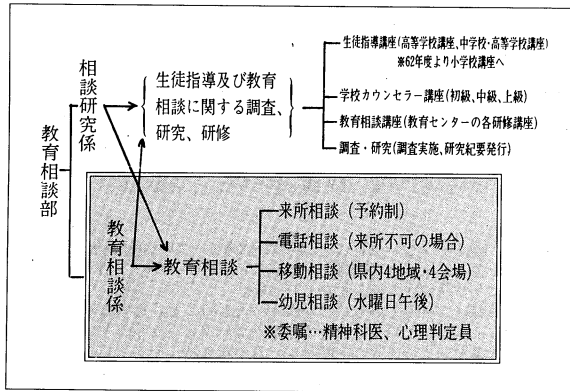 教育相談部
相談研究係
生徒指導及び教育
相談に関する調査、
研究、研修
生徒指導講座(高等学校講座、中学校・高等学校講座)
※62年度より小学校講座へ
学校カウンセラー講座(初級、中級、上級)
教育相談講座(教育センターの各研修講座)
調査・研究(調査実施、研究紀要発行)
教育相談係
教育相談
来所相談(予約制)
電話相談(来所不可の場合)
移動相談(県内4地域・4会場)
幼児相談(水曜日午後)
※委嘱…精神科医、心理判定員